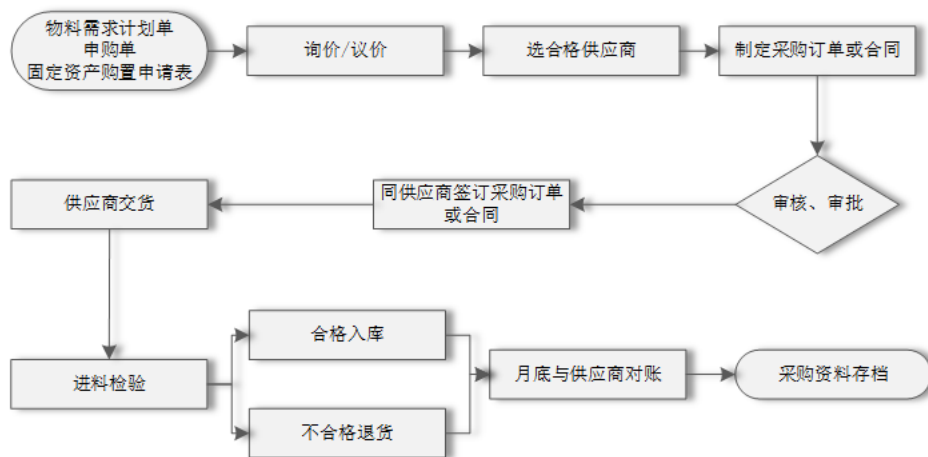 物料需求计划单
申购单
固定资产购置申请表
询价/议价
选合格供应商
制定采购订单或合同
供应商交货
同供应商签订采购订单
或合同
审核、审批
合格入库
进料检验
不合格退货
月底与供应商对账
采购资料存档